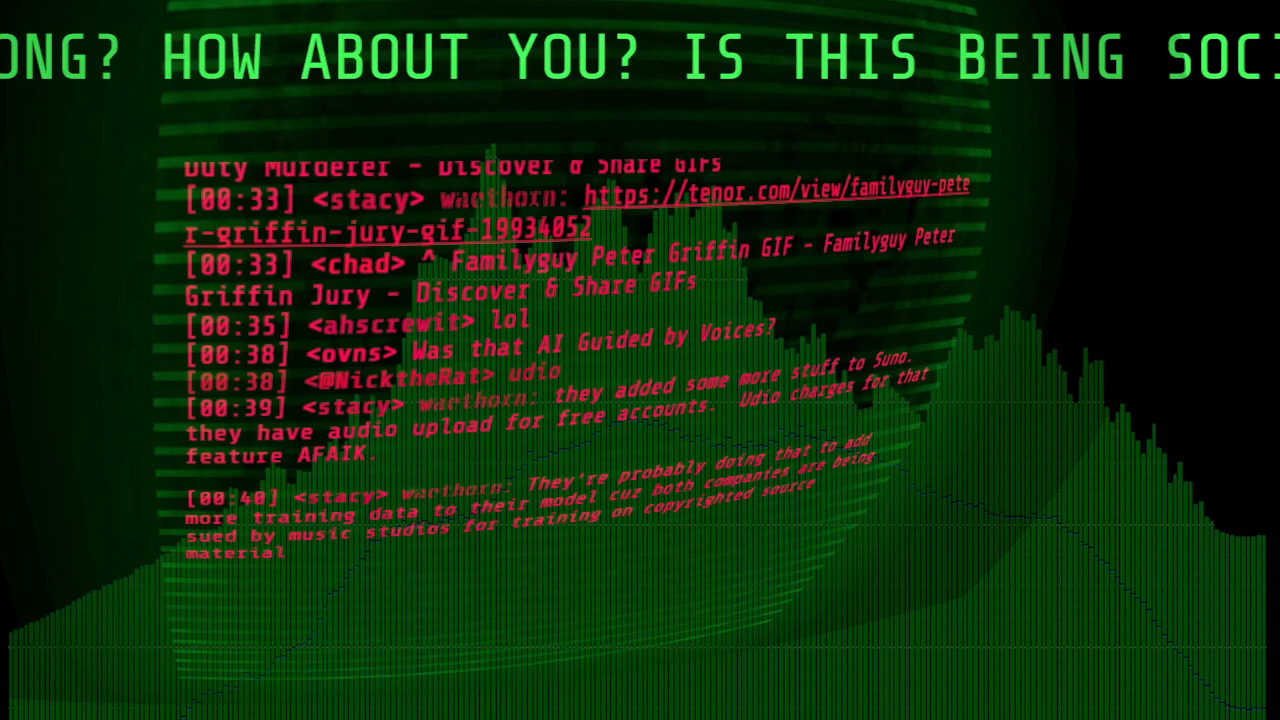 ONG? HOW ABOUT YOU? IS THIS BEING SOCI
Duty Murderer - Discover & Share GIFs
[00:33] <stacy> waethorn: https://tenor.com/view/familyguy-pete
r-griffin-jury-gif-19934052
[00:33] <chad> ^ Familyguy Peter Griffin GIF - Familyguy Peter
Griffin Jury - Discover & Share GIFs
[00:35] <ahscrewit> lol
[00:38] <ovns> Was that AI Guided by Voices?
[00:38] <@NicktheRat> udio
[00:39] <stacy> waethorn: they added some more stuff to Suno.
they have audio upload for free accounts.  Udio charges for that
feature AFAIK.
[00:40] <stacy> waethorn: They're probably doing that to add
more training data to their model cuz both companies are being
sued by music studios for training on copyrighted source
material